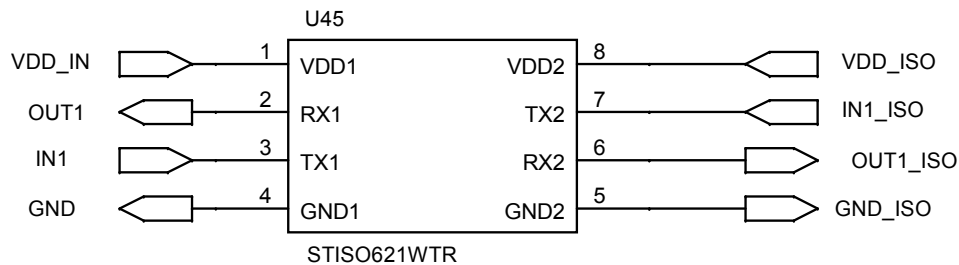 U45
VDD_IN 1 VDD1 VDD2 8 VDD_ISO
OUT1 2 RX1 TX2 7 IN1_ISO
IN1 3 TX1 RX2 6 OUT1_ISO
GND 4 GND1 GND2 5 GND_ISO
STISO621WTR